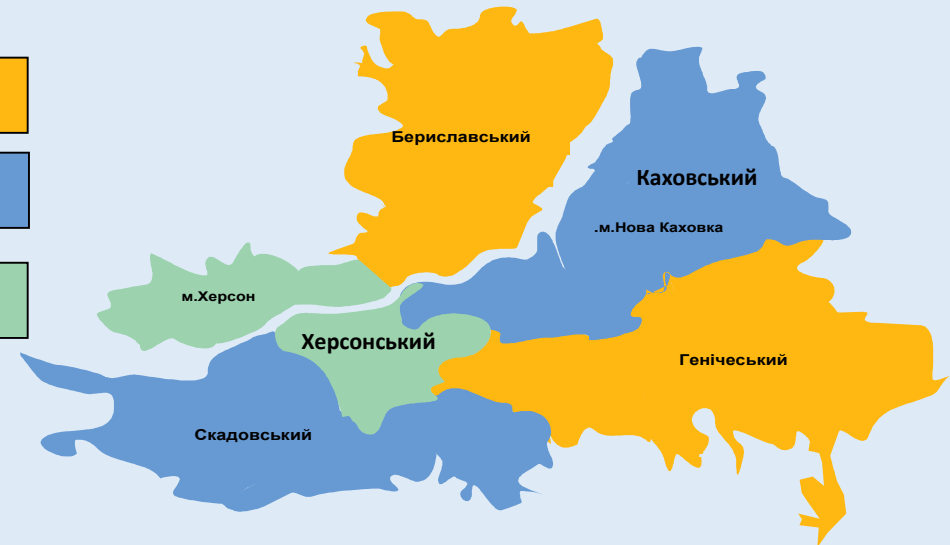 Бериславський
Каховський
.м.Нова Каховка
м.Херсон
Херсонський
Генічеський
Скадовський